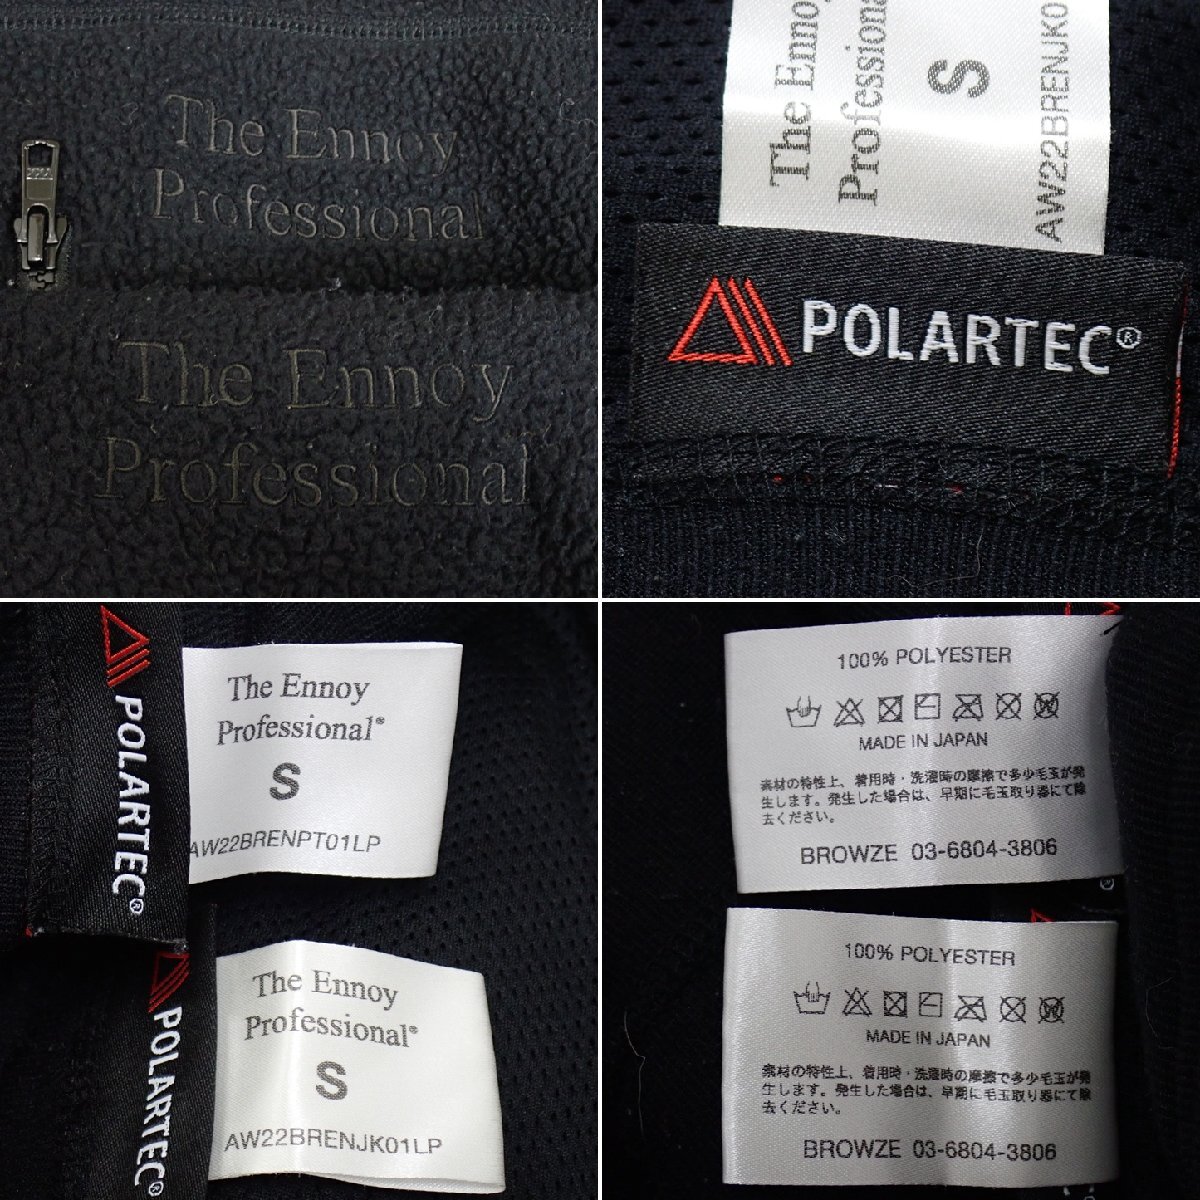 The Ennoy
Professional
The Ennoy
Professional
The Enno
Professional
S
AW22BRENJK0
POLARTEC®
POLARTEC®
The Ennoy
Professional®
S
AW22BRENPT01LP
POLARTEC®
The Ennoy
Professional®
S
AW22BRENJK01LP
100% POLYESTER
MADE IN JAPAN
素材の特性上、着用時・洗濯時の摩擦で多少毛玉が発
生します。発生した場合は、早期に毛玉取り器にて除
去ください。
BROWZE 03-6804-3806
100% POLYESTER
MADE IN JAPAN
素材の特性上、着用時・洗濯時の摩擦で多少毛玉が発
生します。発生した場合は、早期に毛玉取り器にて除
去ください。
BROWZE 03-6804-3806